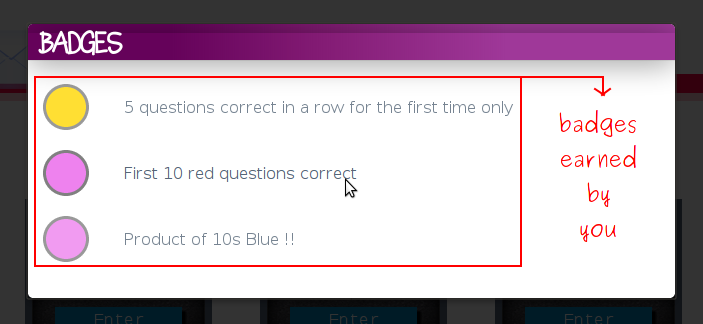 BADGES
5 questions correct in a row for the first time only
First 10 red questions correct
Product of 10s Blue !!
badges
earned
by
you
Enter
Enter
Enter